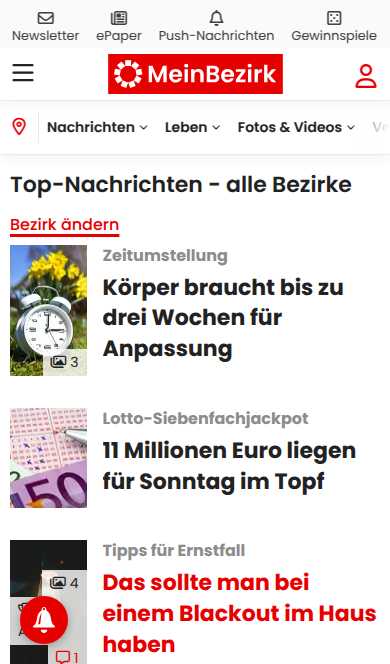 Newsletter
ePaper
Push-Nachrichten
Gewinnspiele
MeinBezirk
Nachrichten
Leben
Fotos & Videos
Top-Nachrichten - alle Bezirke
Bezirk ändern
Zeitumstellung
Körper braucht bis zu
drei Wochen für
Anpassung
3
Lotto-Siebenfachjackpot
11 Millionen Euro liegen
für Sonntag im Topf
50
Tipps für Ernstfall
Das sollte man bei
einem Blackout im Haus
haben
4
1